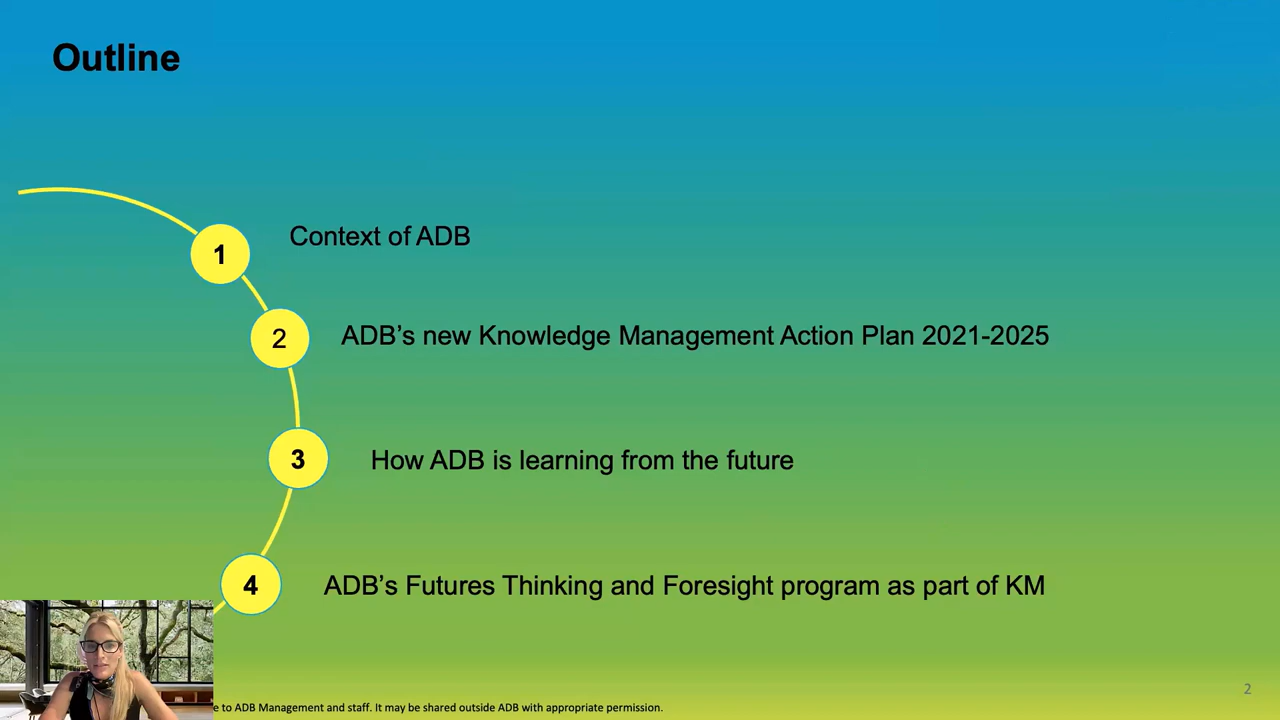 Outline
1
Context of ADB
2
ADB’s new Knowledge Management Action Plan 2021-2025
3
How ADB is learning from the future
4
ADB’s Futures Thinking and Foresight program as part of KM
to ADB Management and staff. It may be shared outside ADB with appropriate permission.
2